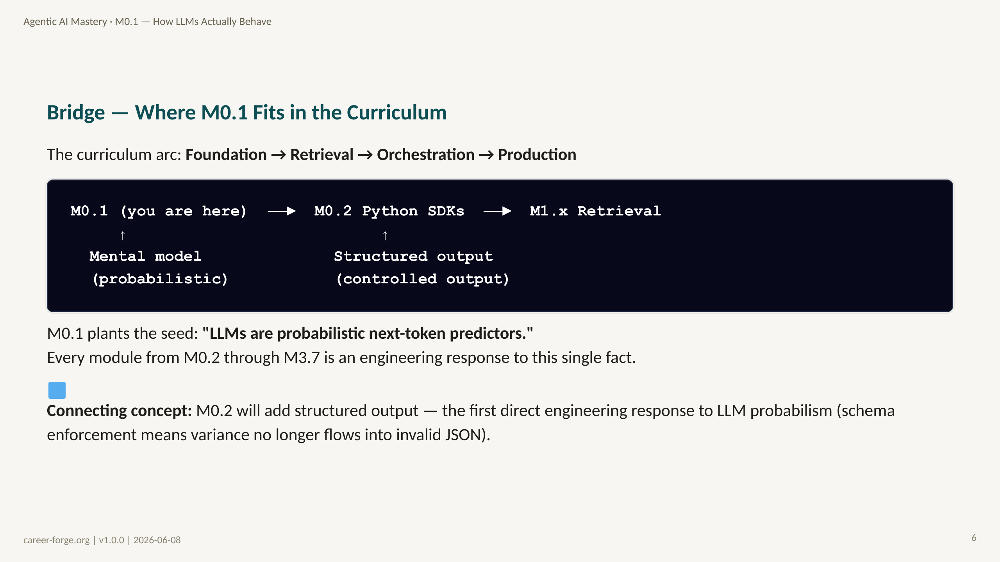 Agentic AI Mastery · M0.1 — How LLMs Actually Behave
Bridge — Where M0.1 Fits in the Curriculum
The curriculum arc: Foundation → Retrieval → Orchestration → Production
M0.1 (you are here) ──▶ M0.2 Python SDKs ──▶ M1.x Retrieval
↑ ↑
Mental model Structured output
(probabilistic) (controlled output)
M0.1 plants the seed: "LLMs are probabilistic next-token predictors."
Every module from M0.2 through M3.7 is an engineering response to this single fact.
Connecting concept: M0.2 will add structured output — the first direct engineering response to LLM probabilism (schema
enforcement means variance no longer flows into invalid JSON).
career-forge.org | v1.0.0 | 2026-06-08
6